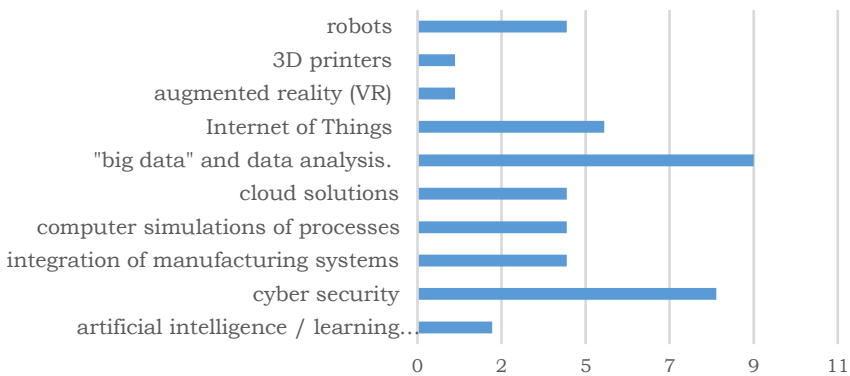 robots
3D printers
augmented reality (VR)
Internet of Things
"big data" and data analysis.
cloud solutions
computer simulations of processes
integration of manufacturing systems
cyber security
artificial intelligence / learning…
0 2 5 7 9 11